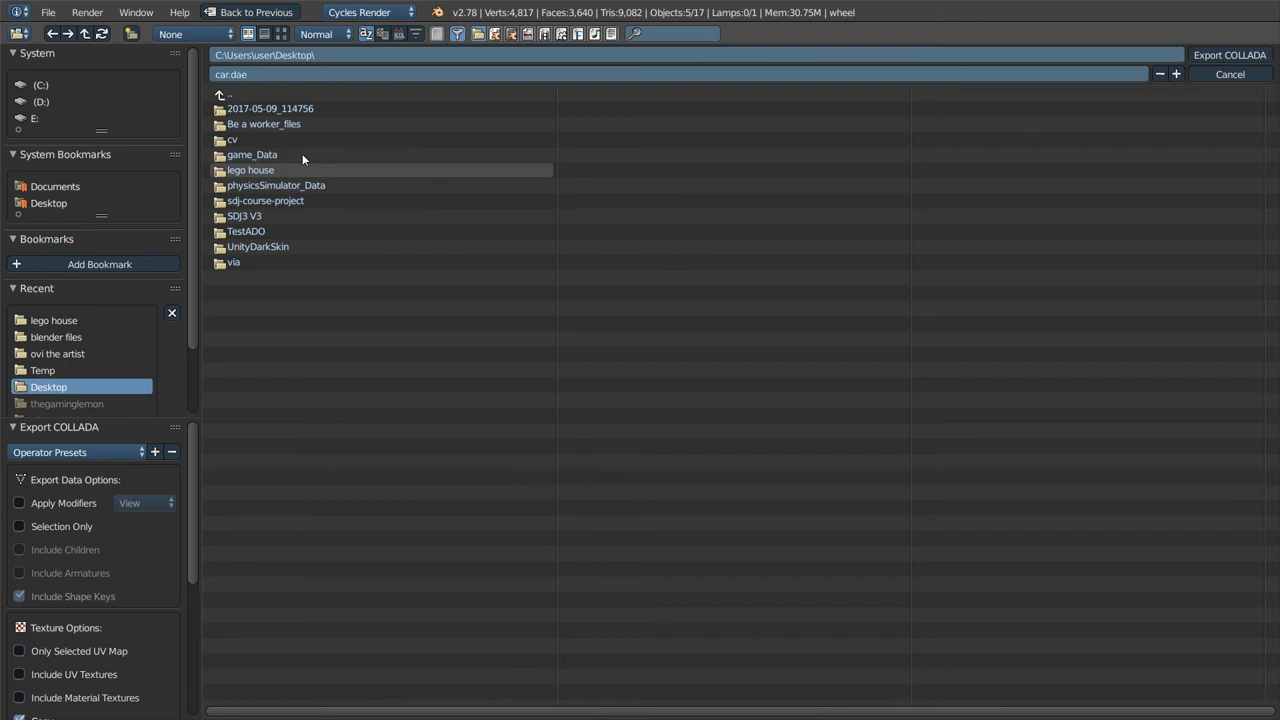 File Render Window Help Back to Previous Cycles Render v2.78 | Verts:4,817 | Faces:3,640 | Tris:9,082 | Objects:5/17 | Lamps:0/1 | Mem:30.75M | wheel
None Normal
System
(C:)
(D:)
E:
System Bookmarks
Documents
Desktop
Bookmarks
Add Bookmark
Recent
lego house
blender files
ovi the artist
Temp
Desktop
thegaminglemon
Export COLLADA
Operator Presets
Export Data Options:
Apply Modifiers View
Selection Only
Include Children
Include Armatures
Include Shape Keys
Texture Options:
Only Selected UV Map
Include UV Textures
Include Material Textures
C:\Users\user\Desktop\ Export COLLADA
car.dae Cancel
..
2017-05-09_114756
Be a worker_files
cv
game_Data
lego house
physicsSimulator_Data
sdj-course-project
SDJ3 V3
TestADO
UnityDarkSkin
via